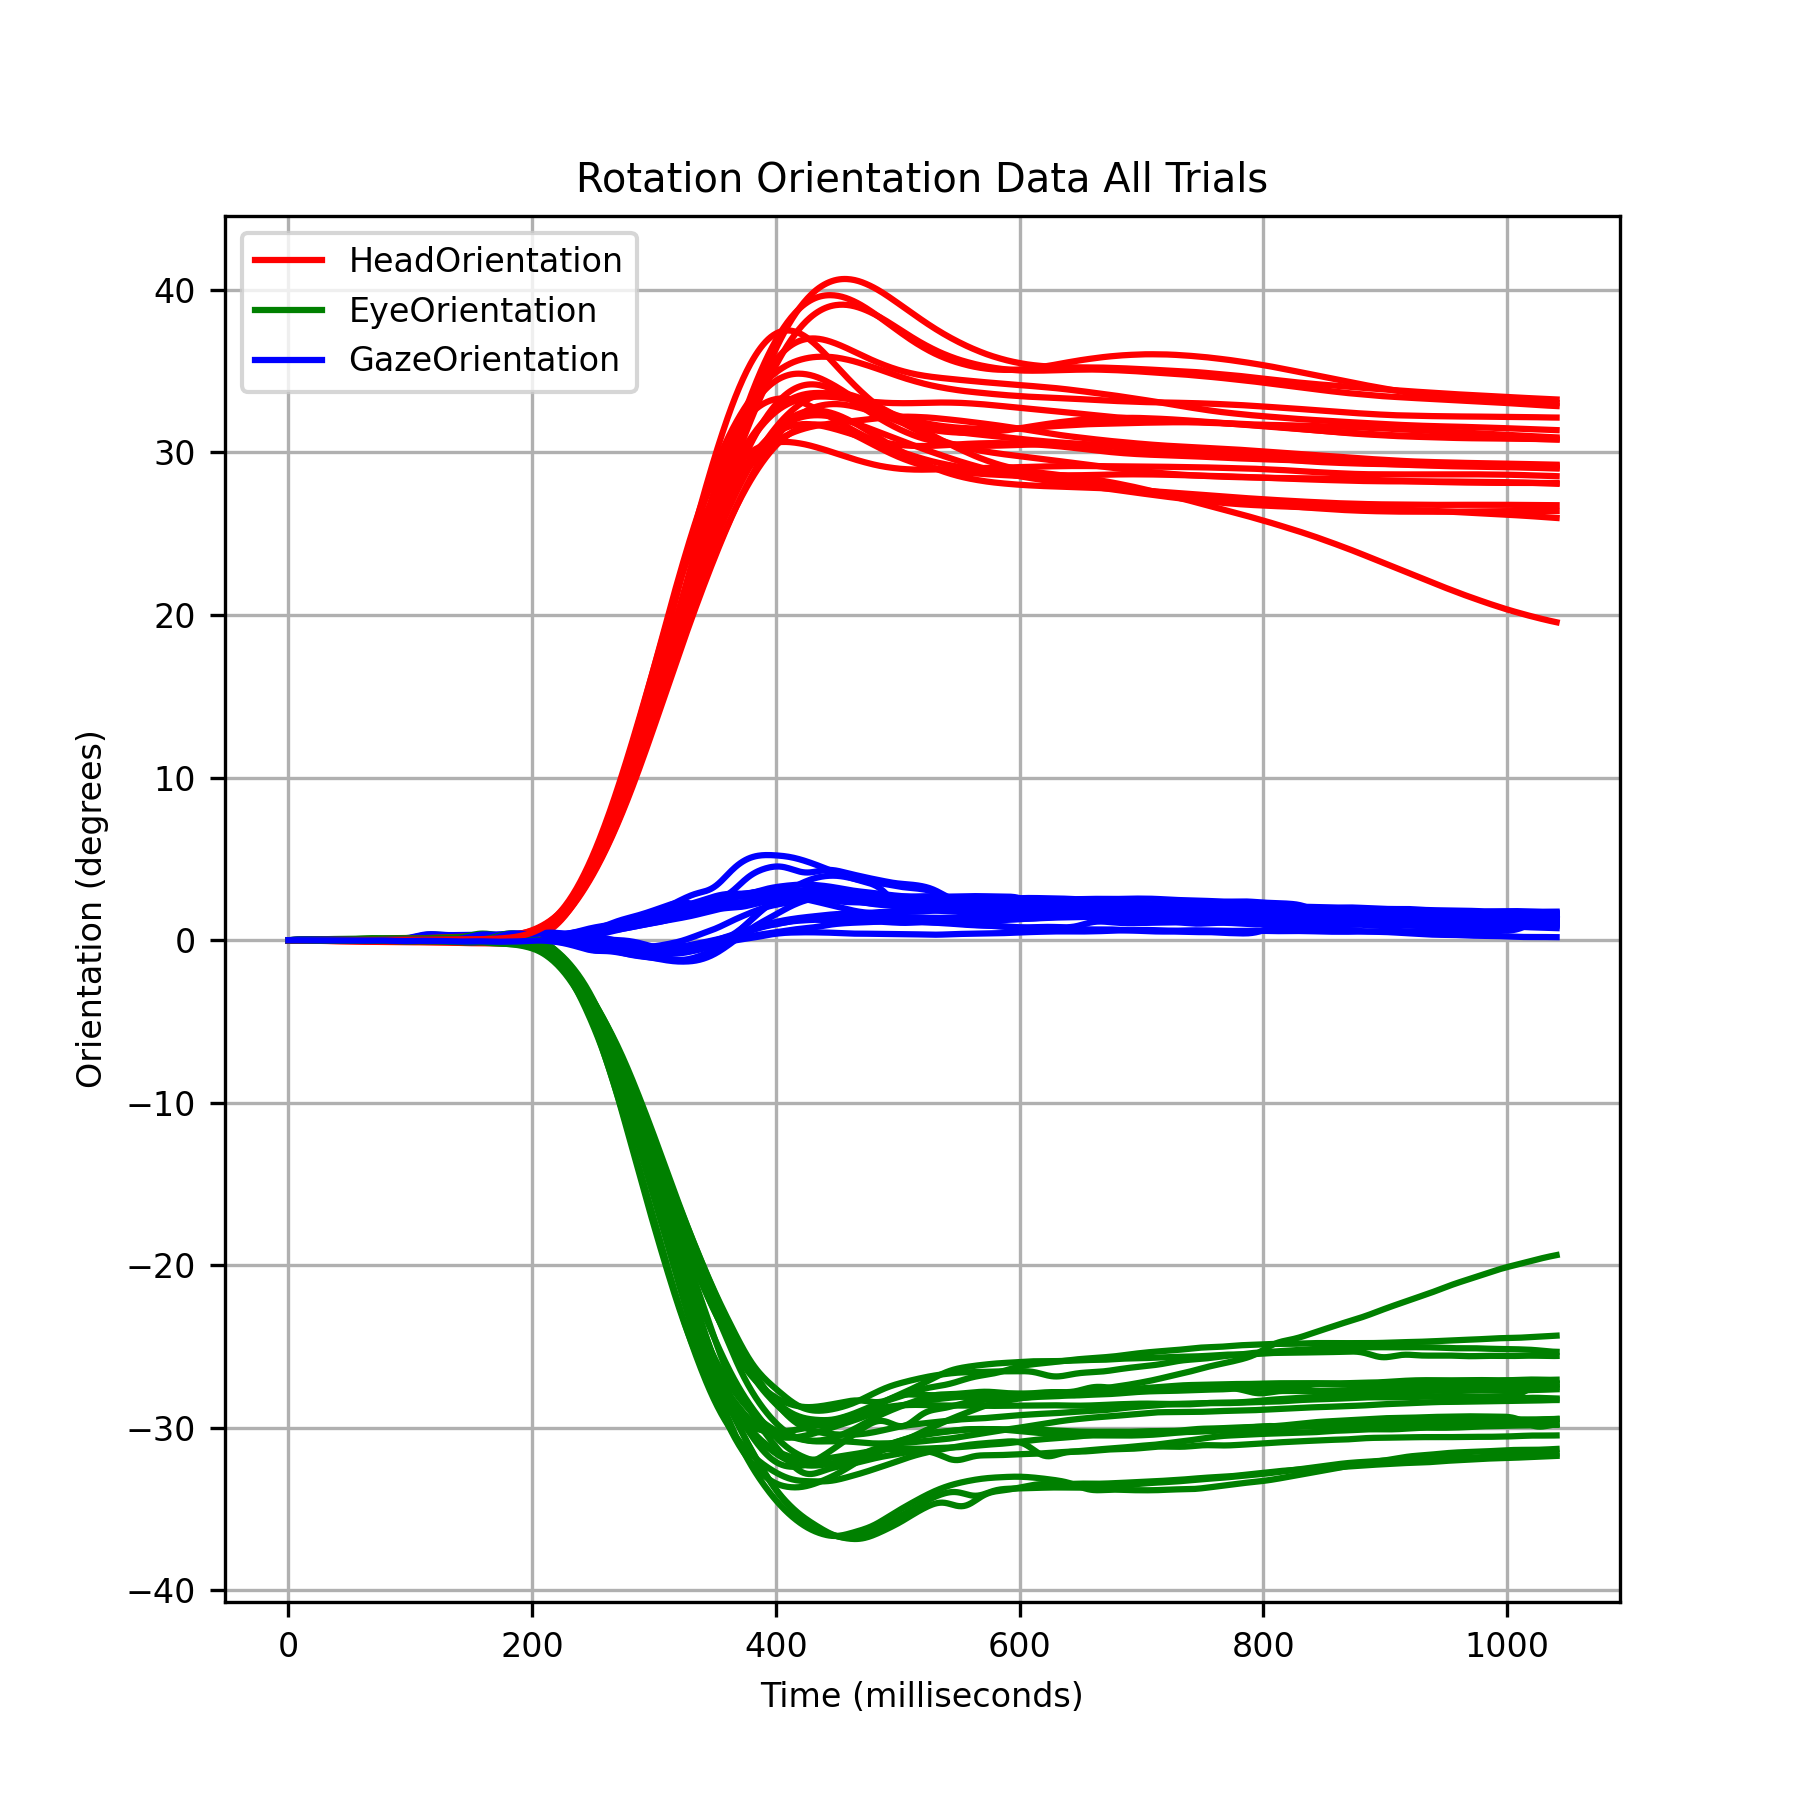 Rotation Orientation Data All Trials
HeadOrientation
EyeOrientation
GazeOrientation
40
30
20
10
0
−10
−20
−30
−40
Orientation (degrees)
0 200 400 600 800 1000
Time (milliseconds)